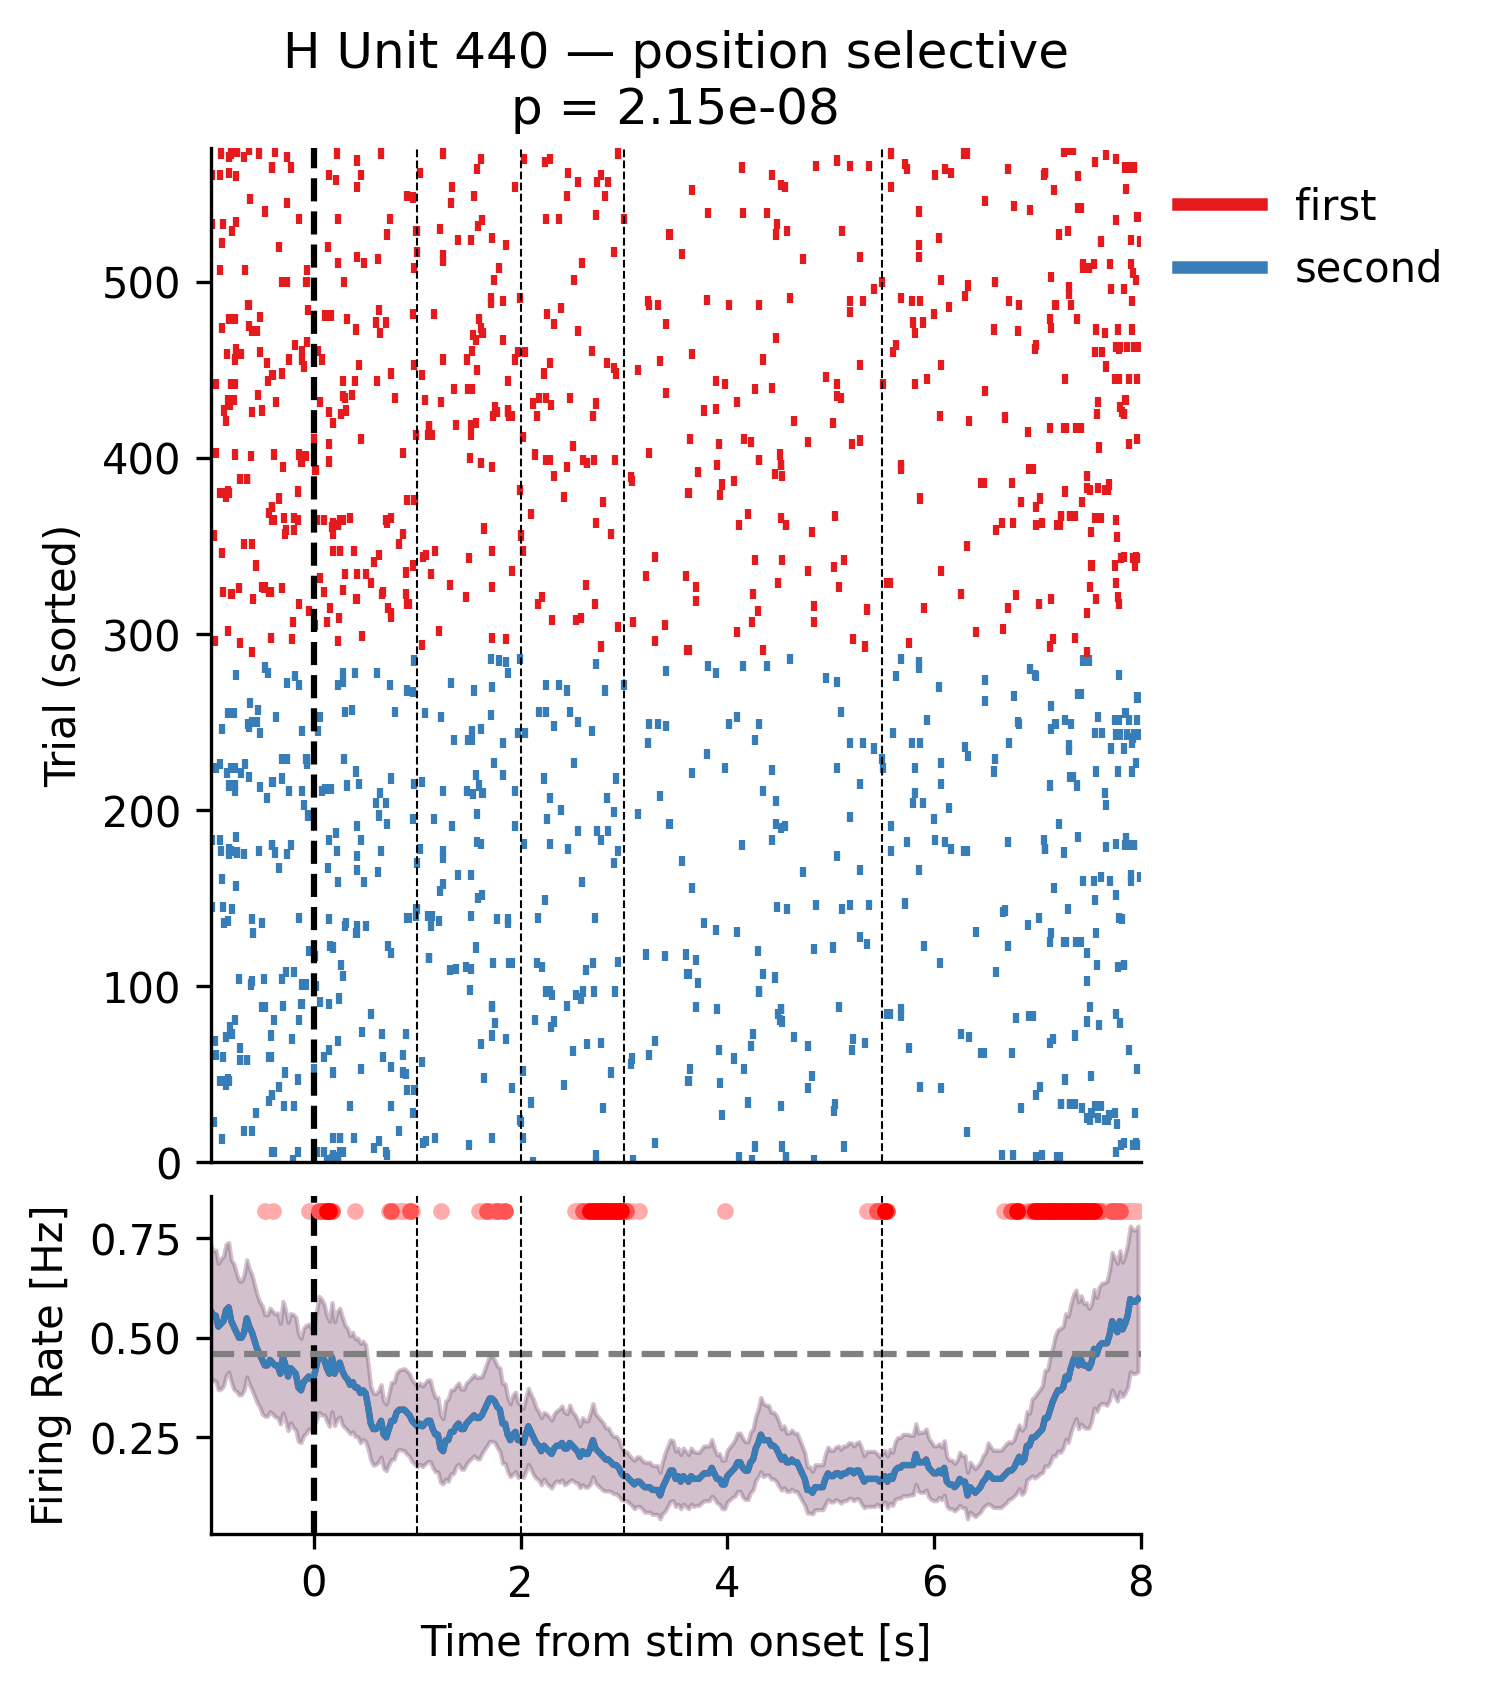 H Unit 440 — position selective
p = 2.15e-08
first
second
Trial (sorted)
500
400
300
200
100
0
Firing Rate [Hz]
0.75
0.50
0.25
0
2
4
6
8
Time from stim onset [s]